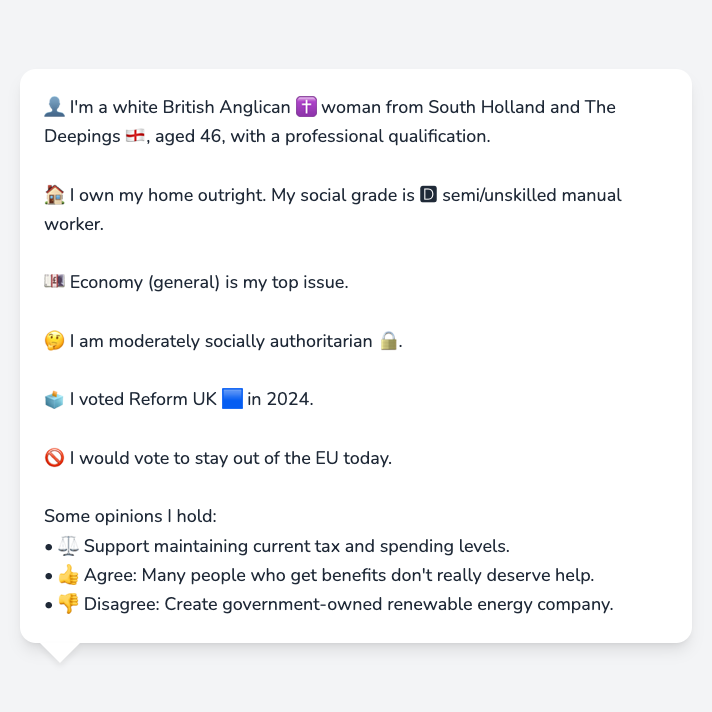 👤 I'm a white British Anglican ✝️ woman from South Holland and The
Deepings 🏴󠁧󠁢󠁥󠁮󠁧󠁿, aged 46, with a professional qualification.
🏠 I own my home outright. My social grade is 🅳 semi/unskilled manual
worker.
💷 Economy (general) is my top issue.
🤔 I am moderately socially authoritarian 🔒.
🗳️ I voted Reform UK 🟦 in 2024.
🚫 I would vote to stay out of the EU today.
Some opinions I hold:
• ⚖️ Support maintaining current tax and spending levels.
• 👍 Agree: Many people who get benefits don't really deserve help.
• 👎 Disagree: Create government-owned renewable energy company.